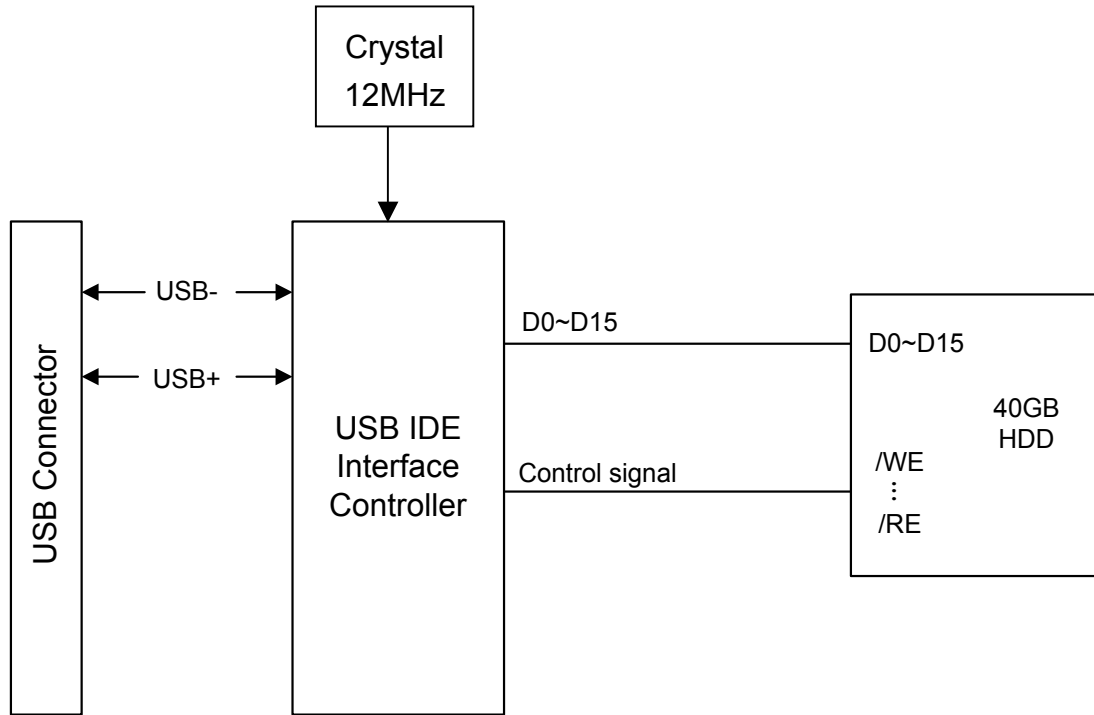 Crystal
12MHz
USB Connector
USB-
USB+
USB IDE
Interface
Controller
D0~D15
Control signal
D0~D15
40GB
HDD
/WE
⋮
/RE